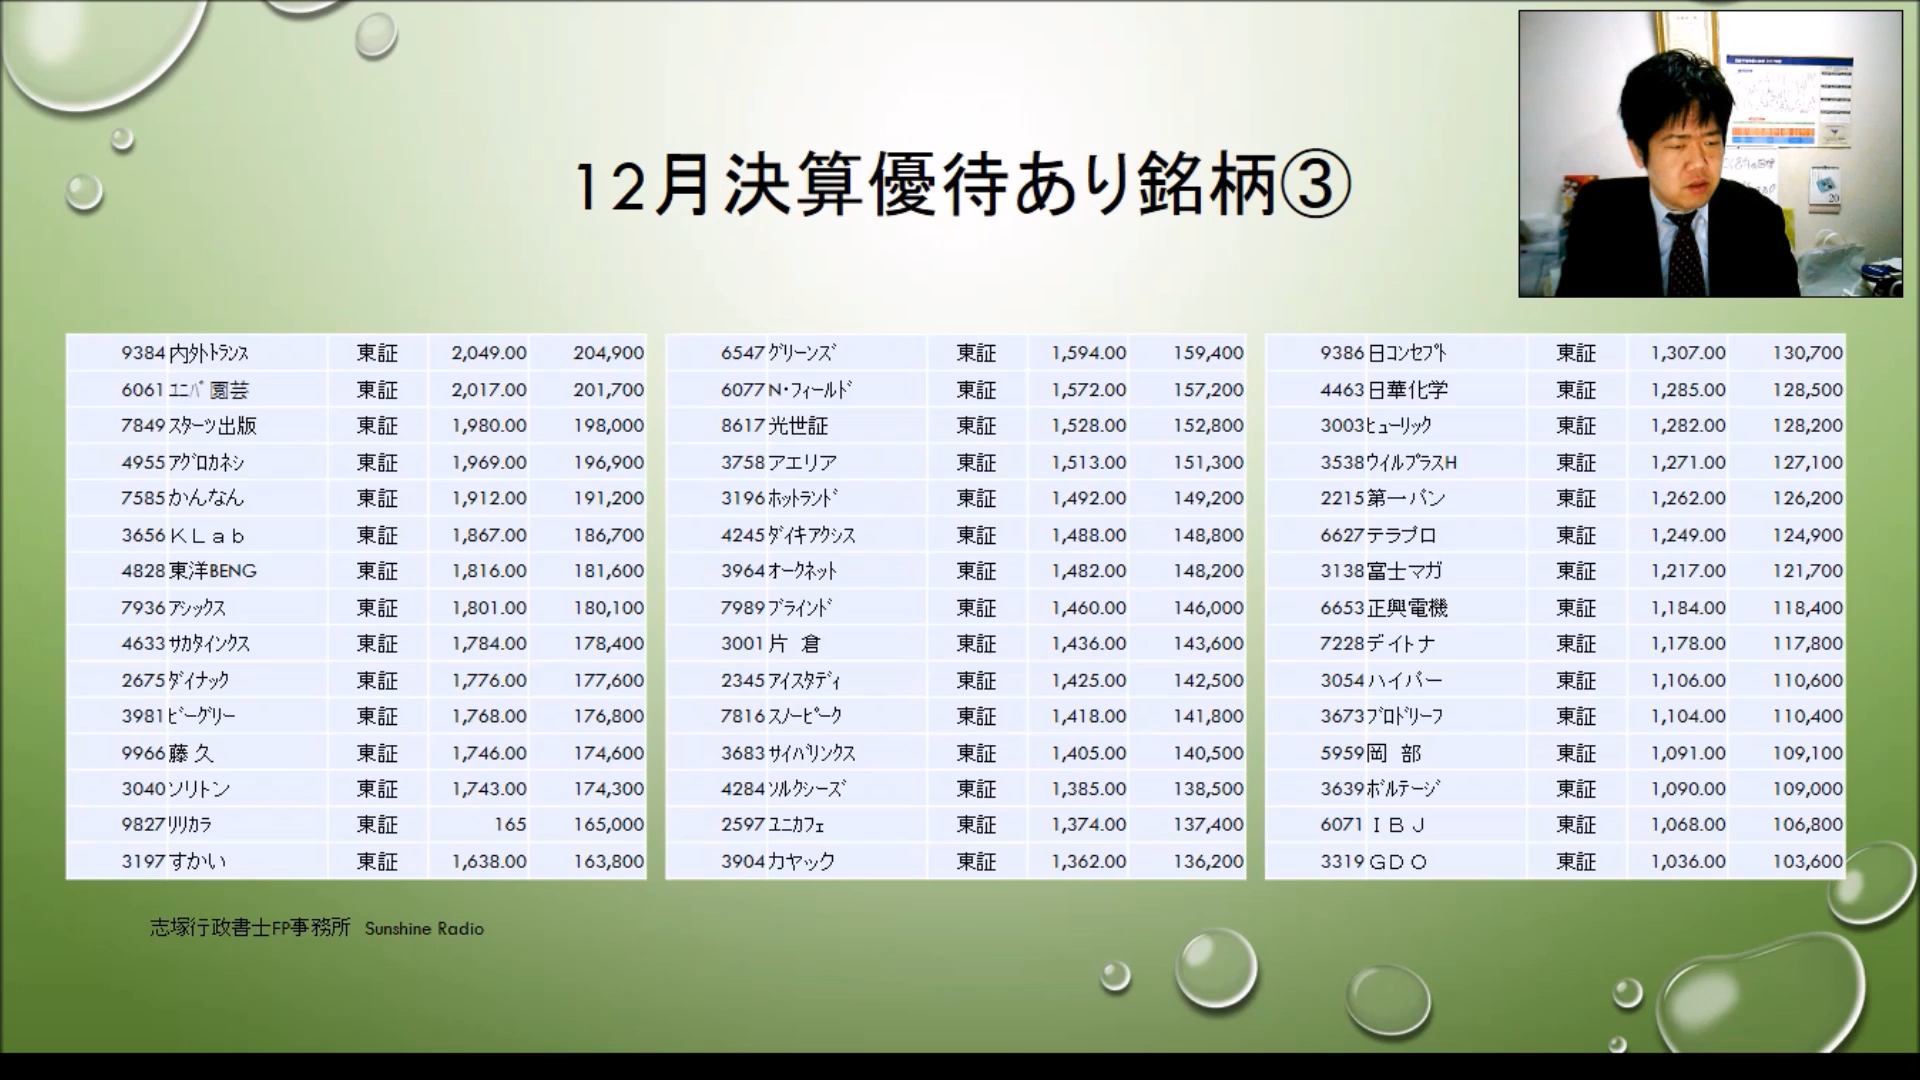 12月決算優待あり銘柄③
9384 内外ﾄﾗﾝｽ 東証 2,049.00 204,900
6061 ﾕﾆﾊﾞ園芸 東証 2,017.00 201,700
7849 ｽﾀｰﾂ出版 東証 1,980.00 198,000
4955 ｱｸﾞﾛｶﾈｼ 東証 1,969.00 196,900
7585 かんなん 東証 1,912.00 191,200
3656 ＫＬａｂ 東証 1,867.00 186,700
4828 東洋BENG 東証 1,816.00 181,600
7936 ｱｼｯｸｽ 東証 1,801.00 180,100
4633 ｻｶﾀｲﾝｸｽ 東証 1,784.00 178,400
2675 ﾀﾞｲﾅｯｸ 東証 1,776.00 177,600
3981 ﾋﾞｰｸﾞﾘｰ 東証 1,768.00 176,800
9966 藤 久 東証 1,746.00 174,600
3040 ソリトン 東証 1,743.00 174,300
9827 ﾘﾘｶﾗ 東証 165 165,000
3197 すかい 東証 1,638.00 163,800
6547 ｸﾞﾘｰﾝｽﾞ 東証 1,594.00 159,400
6077 N・ﾌｨｰﾙﾄﾞ 東証 1,572.00 157,200
8617 光世証 東証 1,528.00 152,800
3758 アエリア 東証 1,513.00 151,300
3196 ﾎｯﾄﾗﾝﾄﾞ 東証 1,492.00 149,200
4245 ﾀﾞｲｷｱｸｼｽ 東証 1,488.00 148,800
3964 ｵｰｸﾈｯﾄ 東証 1,482.00 148,200
7989 ﾌﾞﾗｲﾝﾄﾞ 東証 1,460.00 146,000
3001 片 倉 東証 1,436.00 143,600
2345 ｱｲｽﾀﾃﾞｨ 東証 1,425.00 142,500
7816 ｽﾉｰﾋﾟｰｸ 東証 1,418.00 141,800
3683 ｻｲﾊﾞﾘﾝｸｽ 東証 1,405.00 140,500
4284 ｿﾙｸｼｰｽﾞ 東証 1,385.00 138,500
2597 ﾕﾆｶﾌｪ 東証 1,374.00 137,400
3904 カヤック 東証 1,362.00 136,200
9386 日ｺﾝｾﾌﾟﾄ 東証 1,307.00 130,700
4463 日華化学 東証 1,285.00 128,500
3003 ﾋｭｰﾘｯｸ 東証 1,282.00 128,200
3538 ｳｲﾙﾌﾟﾗｽH 東証 1,271.00 127,100
2215 第一パン 東証 1,262.00 126,200
6627 テラプロ 東証 1,249.00 124,900
3138 富士マガ 東証 1,217.00 121,700
6653 正興電機 東証 1,184.00 118,400
7228 デイトナ 東証 1,178.00 117,800
3054 ハイパー 東証 1,106.00 110,600
3673 ﾌﾞﾛﾄﾞﾘｰﾌ 東証 1,104.00 110,400
5959 岡 部 東証 1,091.00 109,100
3639 ﾎﾞﾙﾃｰｼﾞ 東証 1,090.00 109,000
6071 ＩＢＪ 東証 1,068.00 106,800
3319 ＧＤＯ 東証 1,036.00 103,600
志塚行政書士FP事務所 Sunshine Radio
20